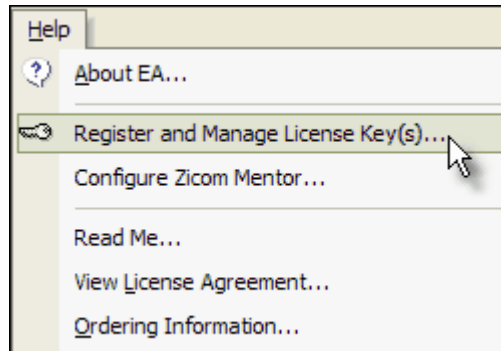 Help
About EA...
Register and Manage License Key(s)...
Configure Zicom Mentor...
Read Me...
View License Agreement...
Ordering Information...